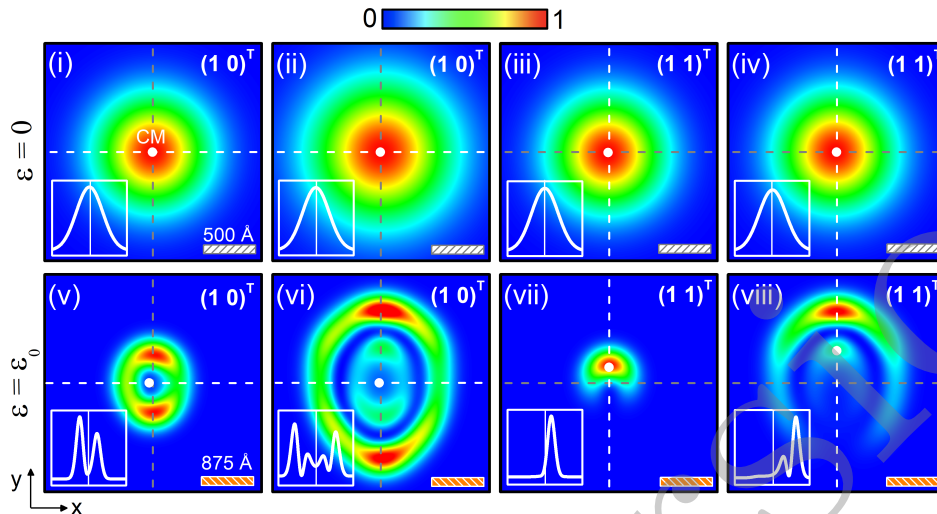 0 1
(i) (1 0)ᵀ (ii) (1 0)ᵀ (iii) (1 1)ᵀ (iv) (1 1)ᵀ
CM
ε = 0
500 Å
(v) (1 0)ᵀ (vi) (1 0)ᵀ (vii) (1 1)ᵀ (viii) (1 1)ᵀ
ε = ε₀
875 Å
y
x